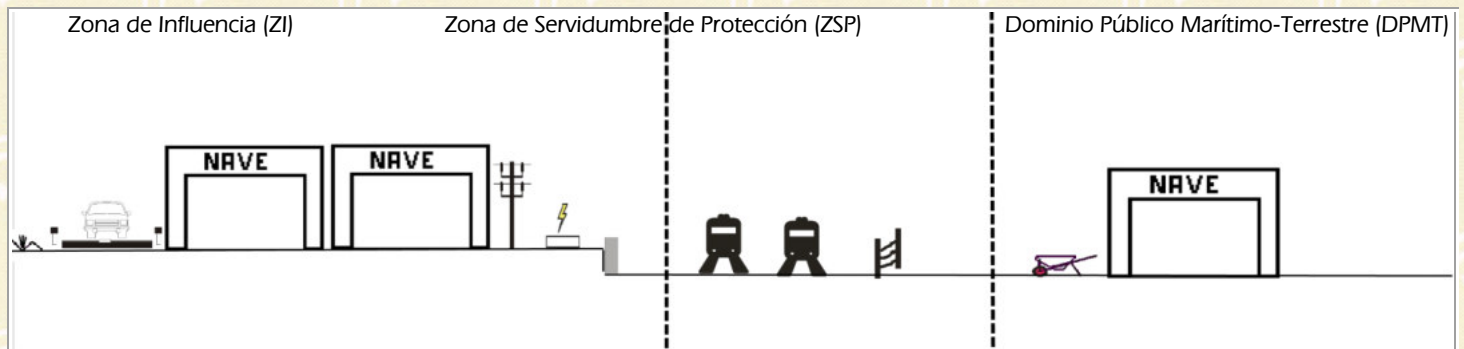 Zona de Influencia (ZI)
Zona de Servidumbre de Protección (ZSP)
Dominio Público Marítimo-Terrestre (DPMT)
NAVE
NAVE
NAVE